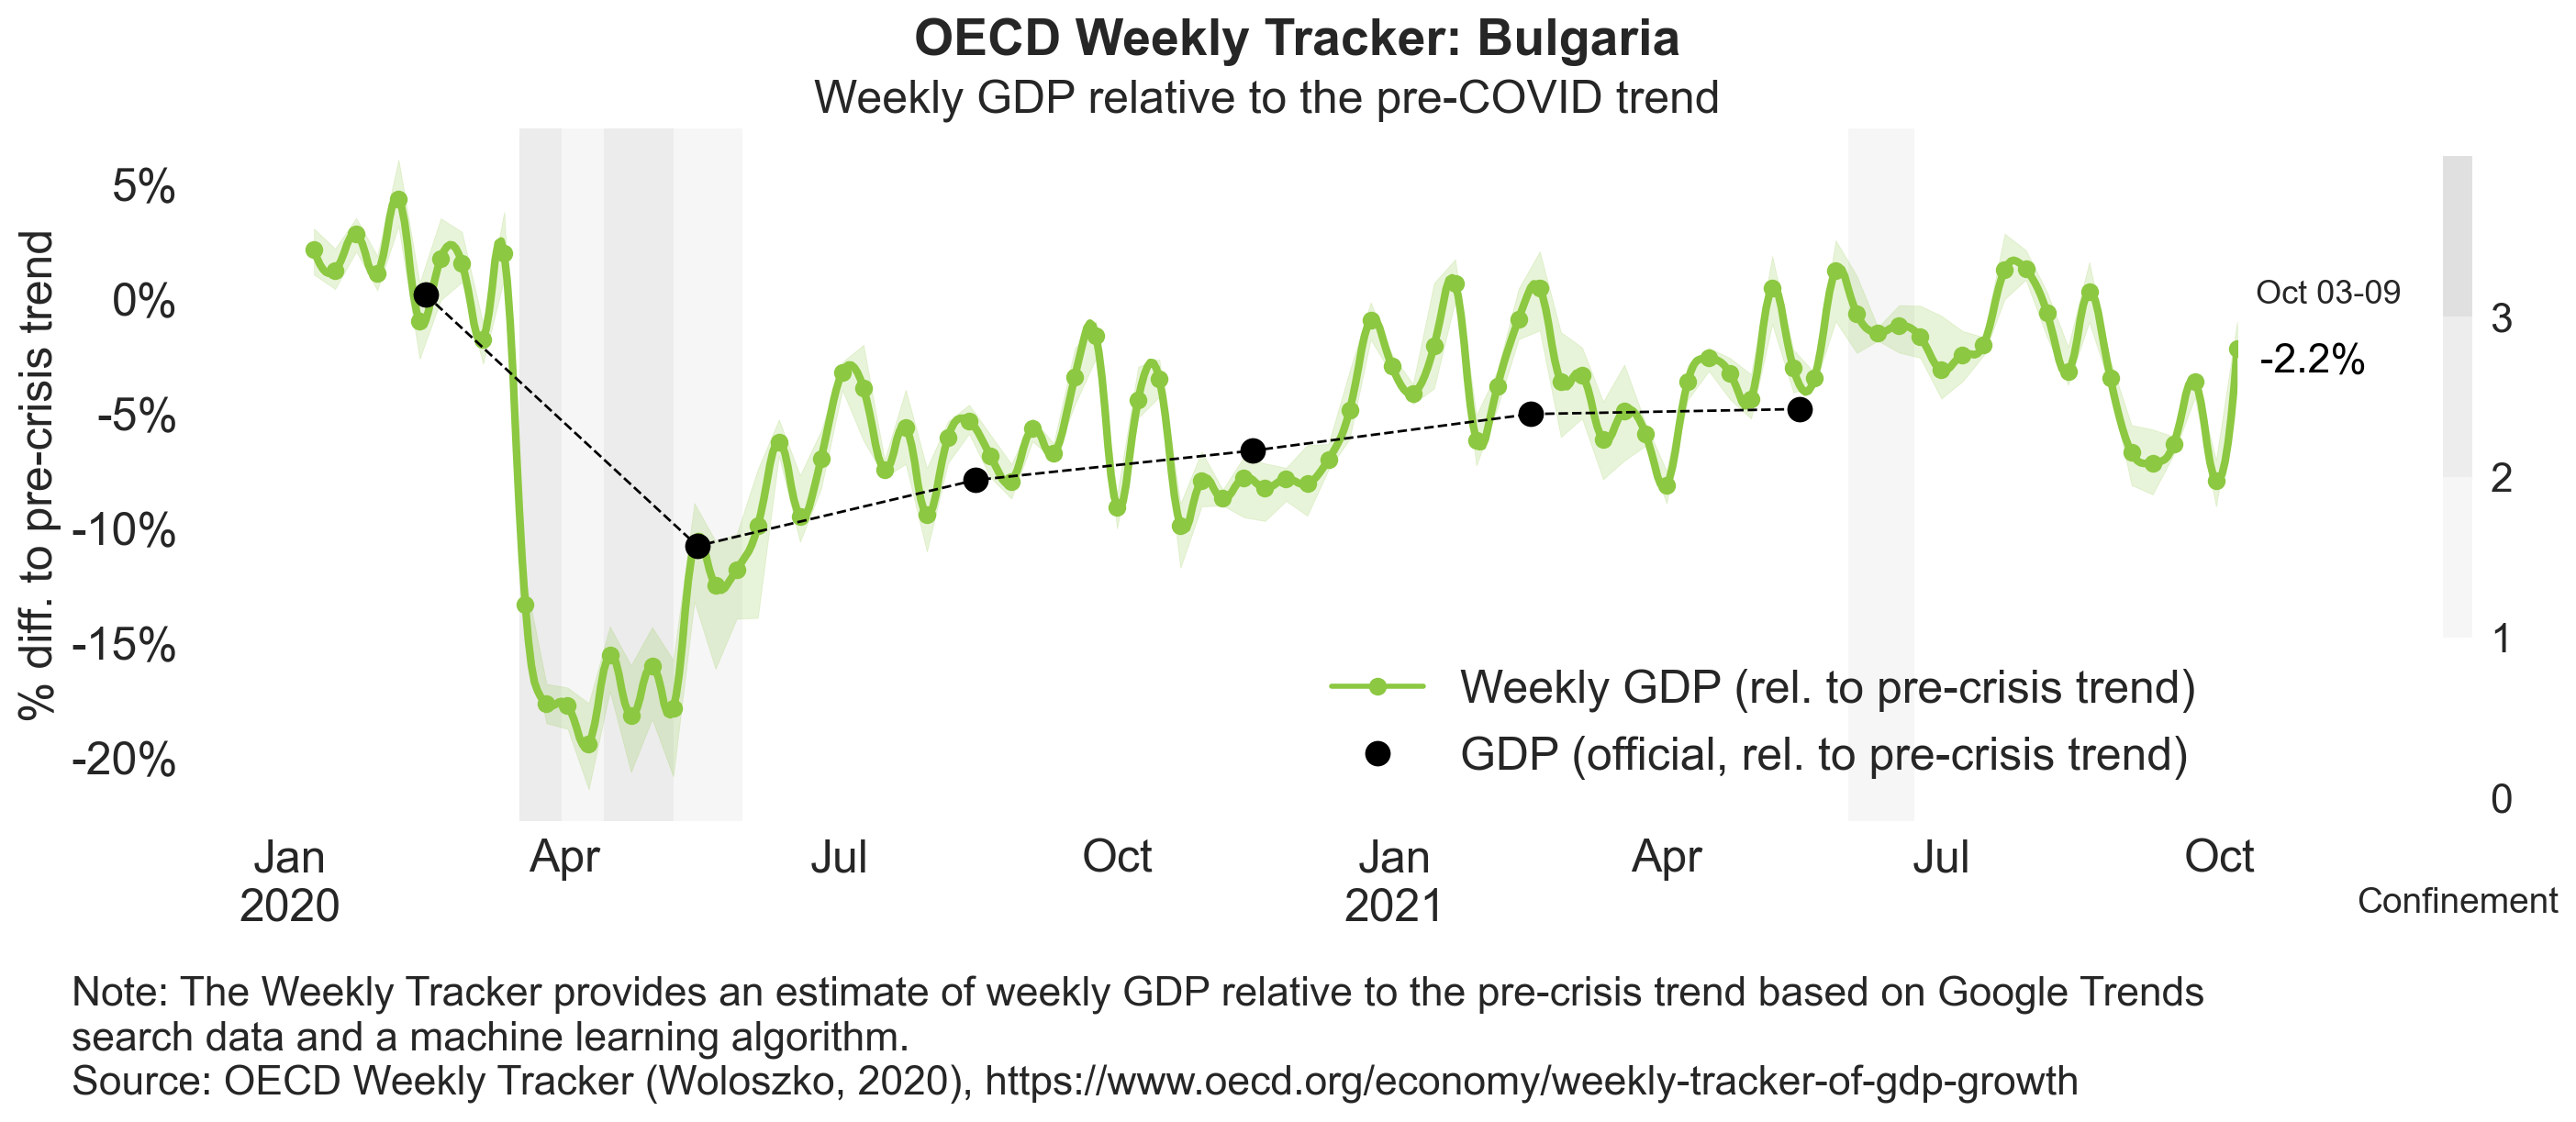 OECD Weekly Tracker: Bulgaria
Weekly GDP relative to the pre-COVID trend
% diff. to pre-crisis trend
5%
0%
-5%
-10%
-15%
-20%
Oct 03-09
-2.2%
3
2
1
0
Confinement
Weekly GDP (rel. to pre-crisis trend)
GDP (official, rel. to pre-crisis trend)
Jan Apr Jul Oct Jan Apr Jul Oct
2020 2021
Note: The Weekly Tracker provides an estimate of weekly GDP relative to the pre-crisis trend based on Google Trends
search data and a machine learning algorithm.
Source: OECD Weekly Tracker (Woloszko, 2020), https://www.oecd.org/economy/weekly-tracker-of-gdp-growth